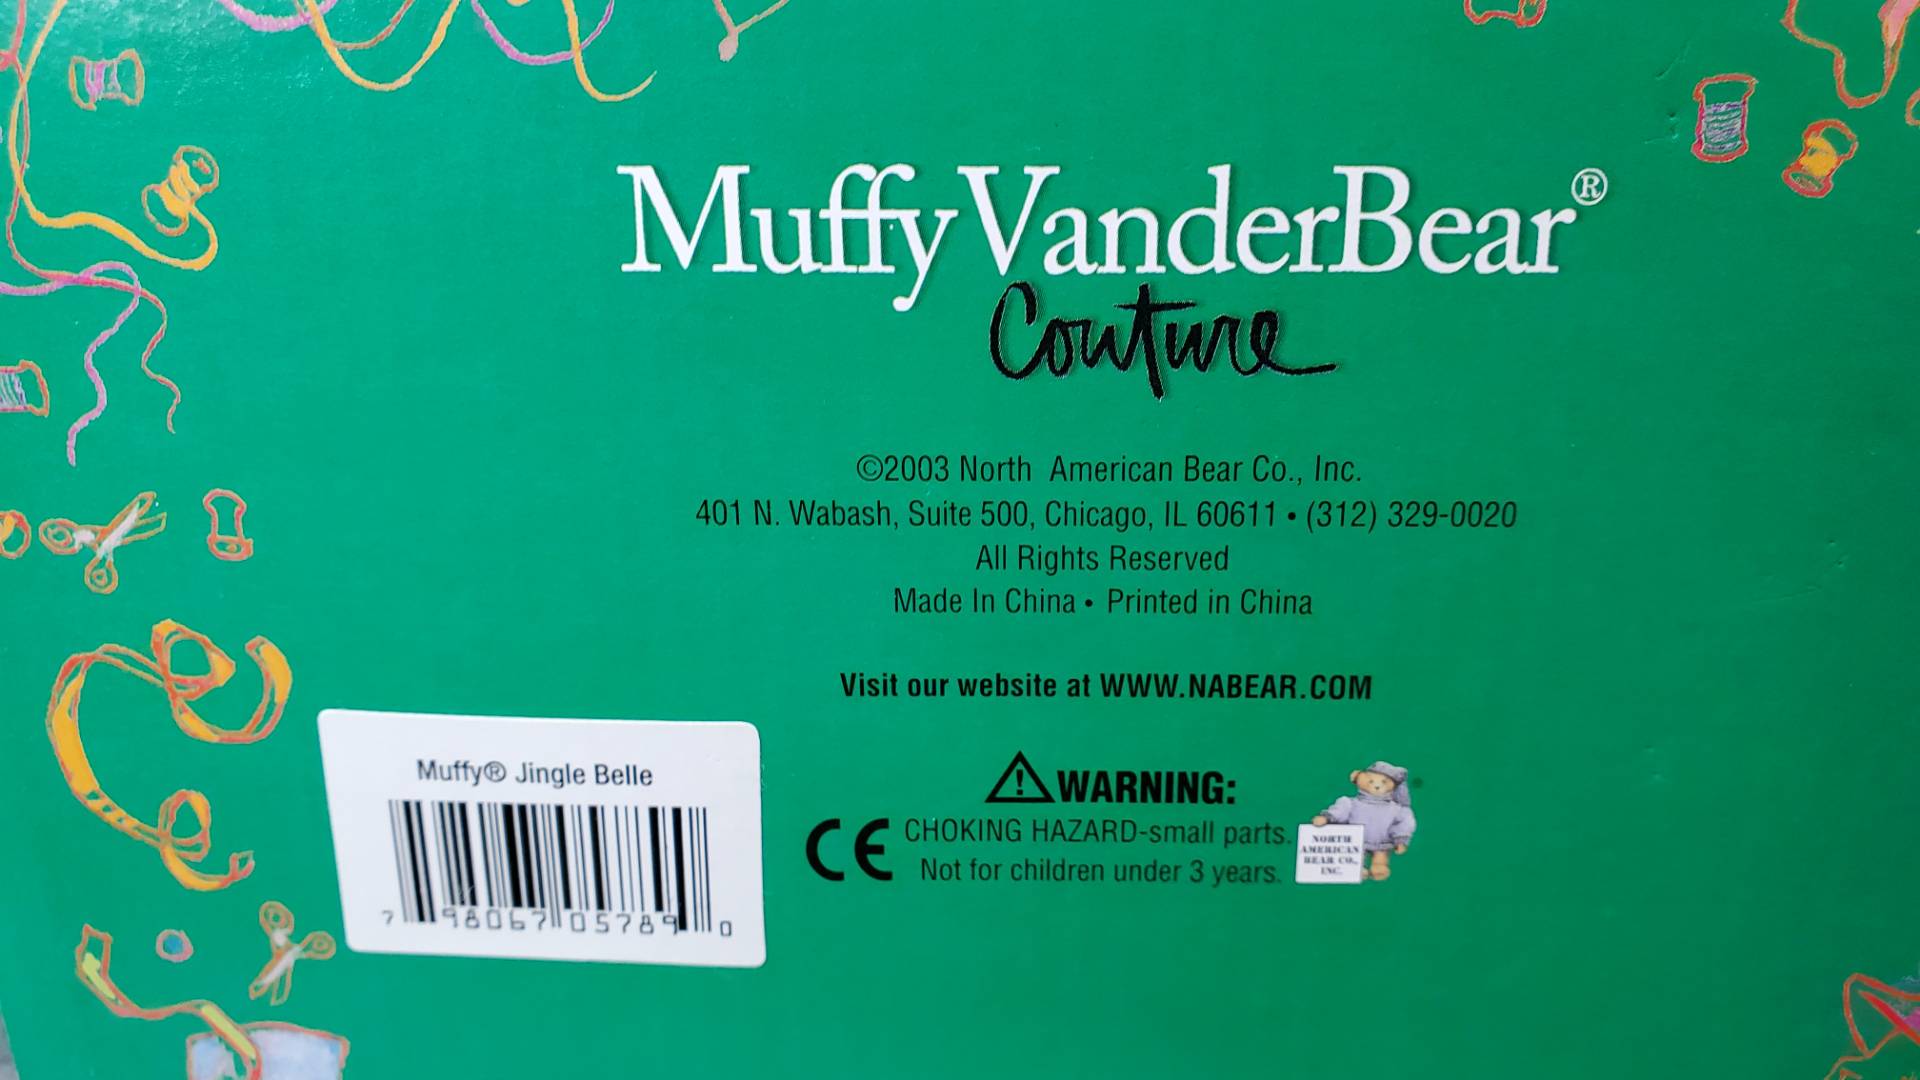 MuffyVanderBear®
Couture
©2003 North American Bear Co., Inc.
401 N. Wabash, Suite 500, Chicago, IL 60611 • (312) 329-0020
All Rights Reserved
Made In China • Printed in China
Visit our website at WWW.NABEAR.COM
Muffy® Jingle Belle
7 98067 05789 0
WARNING:
CE CHOKING HAZARD-small parts.
Not for children under 3 years.
NORTH
AMERICAN
BEAR CO.,
INC.